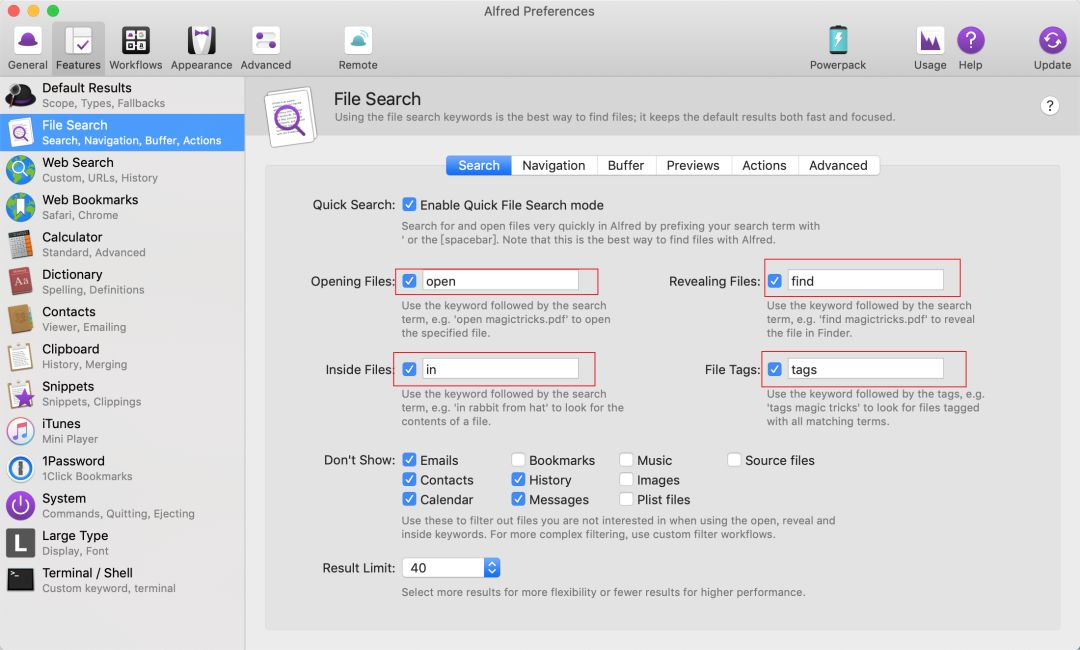 Alfred Preferences
General
Features
Workflows
Appearance
Advanced
Remote
Powerpack
Usage
Help
Update
Default Results
Scope, Types, Fallbacks
File Search
Search, Navigation, Buffer, Actions
Web Search
Custom, URLs, History
Web Bookmarks
Safari, Chrome
Calculator
Standard, Advanced
Dictionary
Spelling, Definitions
Contacts
Viewer, Emailing
Clipboard
History, Merging
Snippets
Snippets, Clippings
iTunes
Mini Player
1Password
1Click Bookmarks
System
Commands, Quitting, Ejecting
Large Type
Display, Font
Terminal / Shell
Custom keyword, terminal
File Search
Using the file search keywords is the best way to find files; it keeps the default results both fast and focused.
?
Search Navigation Buffer Previews Actions Advanced
Quick Search: Enable Quick File Search mode
Search for and open files very quickly in Alfred by prefixing your search term with
' or the [spacebar]. Note that this is the best way to find files with Alfred.
Opening Files: open
Use the keyword followed by the search
term, e.g. 'open magictricks.pdf' to open
the specified file.
Revealing Files: find
Use the keyword followed by the search
term, e.g. 'find magictricks.pdf' to reveal
the file in Finder.
Inside Files: in
Use the keyword followed by the search
term, e.g. 'in rabbit from hat' to look for the
contents of a file.
File Tags: tags
Use the keyword followed by the tags, e.g.
'tags magic tricks' to look for files tagged
with all matching terms.
Don't Show: Emails Bookmarks Music Source files
Contacts History Images
Calendar Messages Plist files
Use these to filter out files you are not interested in when using the open, reveal and
inside keywords. For more complex filtering, use custom filter workflows.
Result Limit: 40
Select more results for more flexibility or fewer results for higher performance.